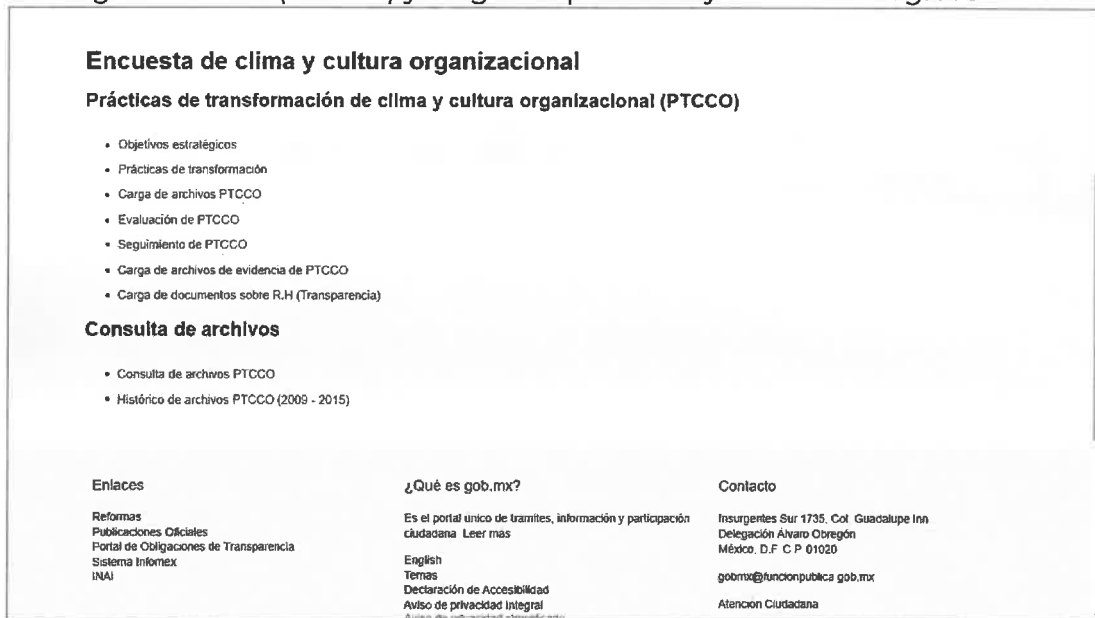 Encuesta de clima y cultura organizacional
Prácticas de transformación de clima y cultura organizacional (PTCCO)
• Objetivos estratégicos
• Prácticas de transformación
• Carga de archivos PTCCO
• Evaluación de PTCCO
• Seguimiento de PTCCO
• Carga de archivos de evidencia de PTCCO
• Carga de documentos sobre R.H (Transparencia)
Consulta de archivos
• Consulta de archivos PTCCO
• Histórico de archivos PTCCO (2009 - 2015)
Enlaces
Reformas
Publicaciones Oficiales
Portal de Obligaciones de Transparencia
Sistema Infomex
INAI
¿Qué es gob.mx?
Es el portal único de trámites, información y participación
ciudadana Leer más
English
Temas
Declaración de Accesibilidad
Aviso de privacidad integral
Contacto
Insurgentes Sur 1735, Col Guadalupe Inn
Delegación Álvaro Obregón
México, D.F C P 01020
gobmx@funcionpublica gob.mx
Atención Ciudadana